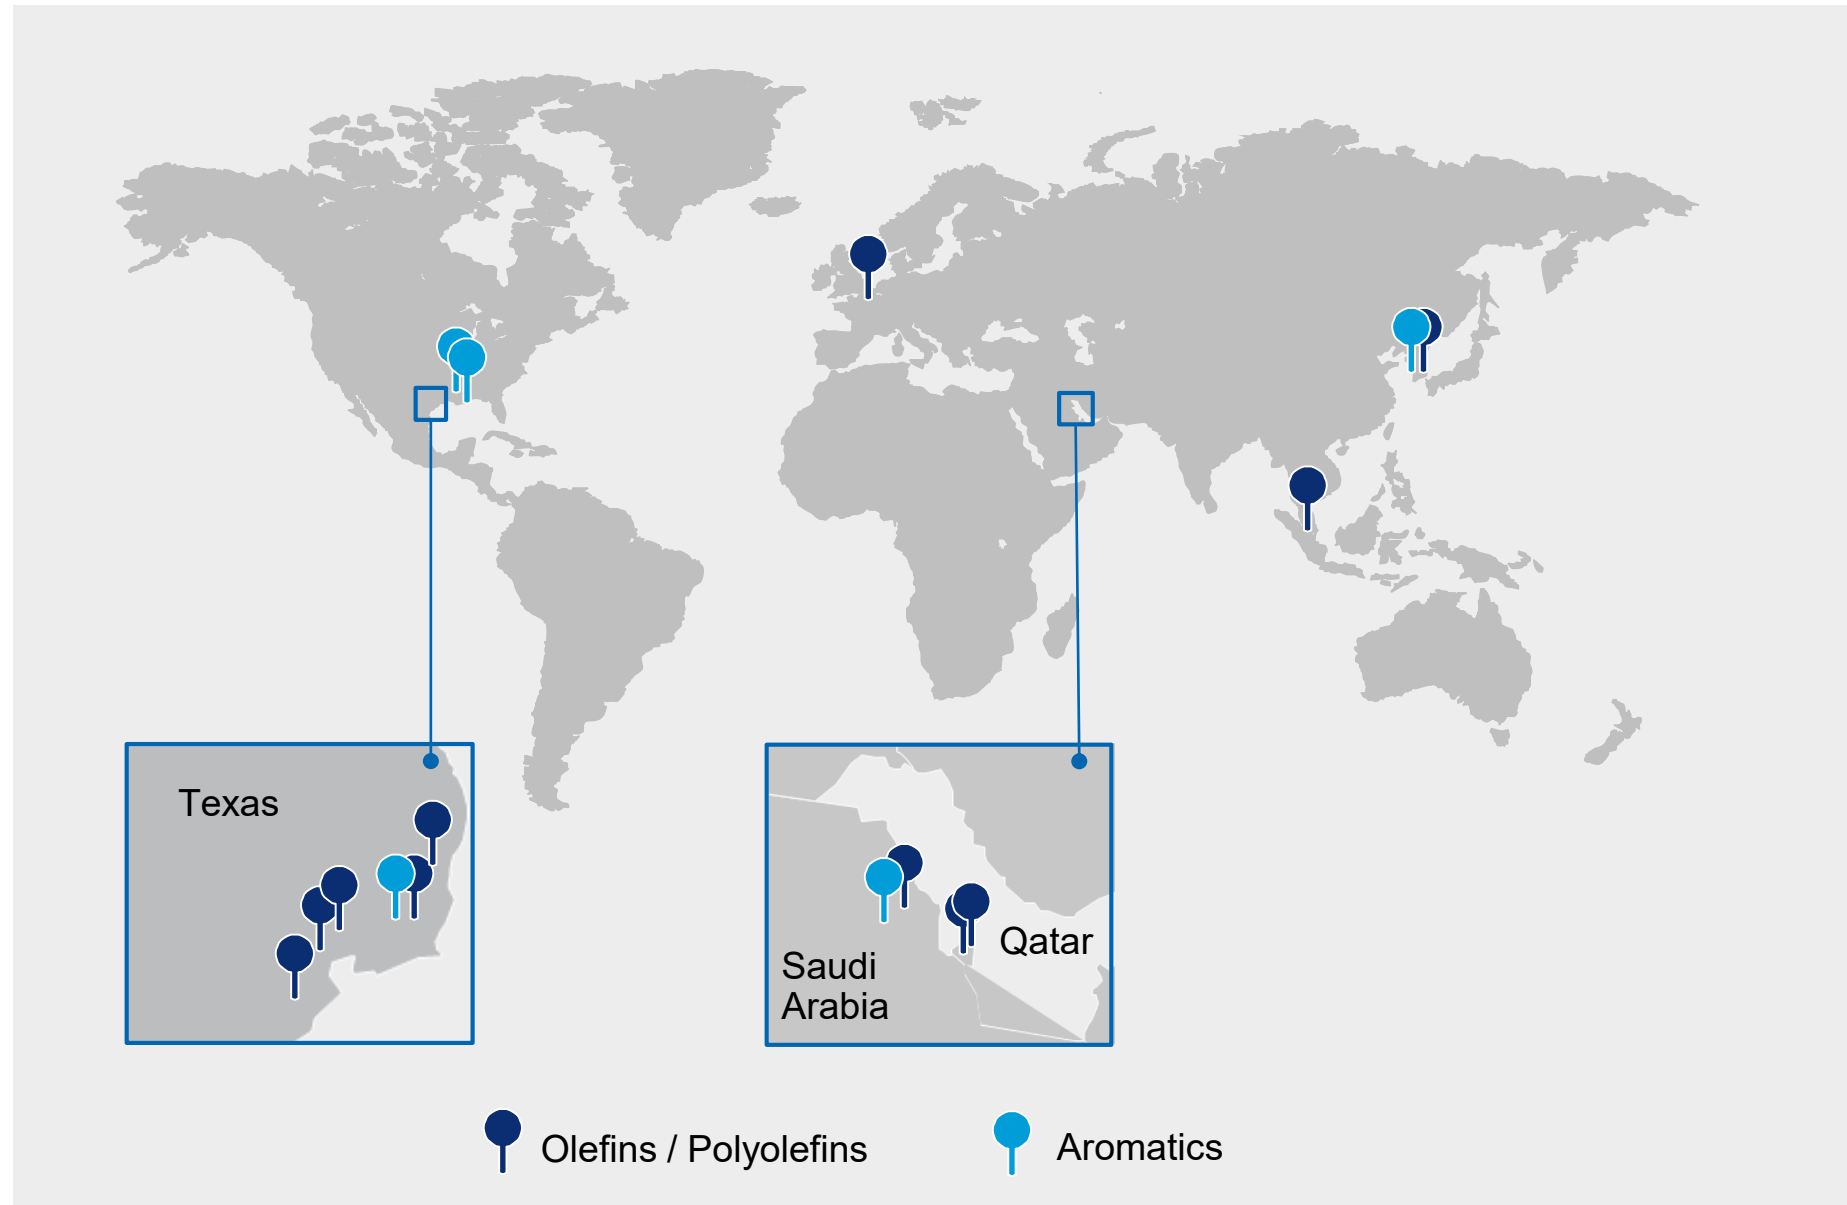 Texas
Saudi
Arabia
Qatar
Olefins / Polyolefins
Aromatics